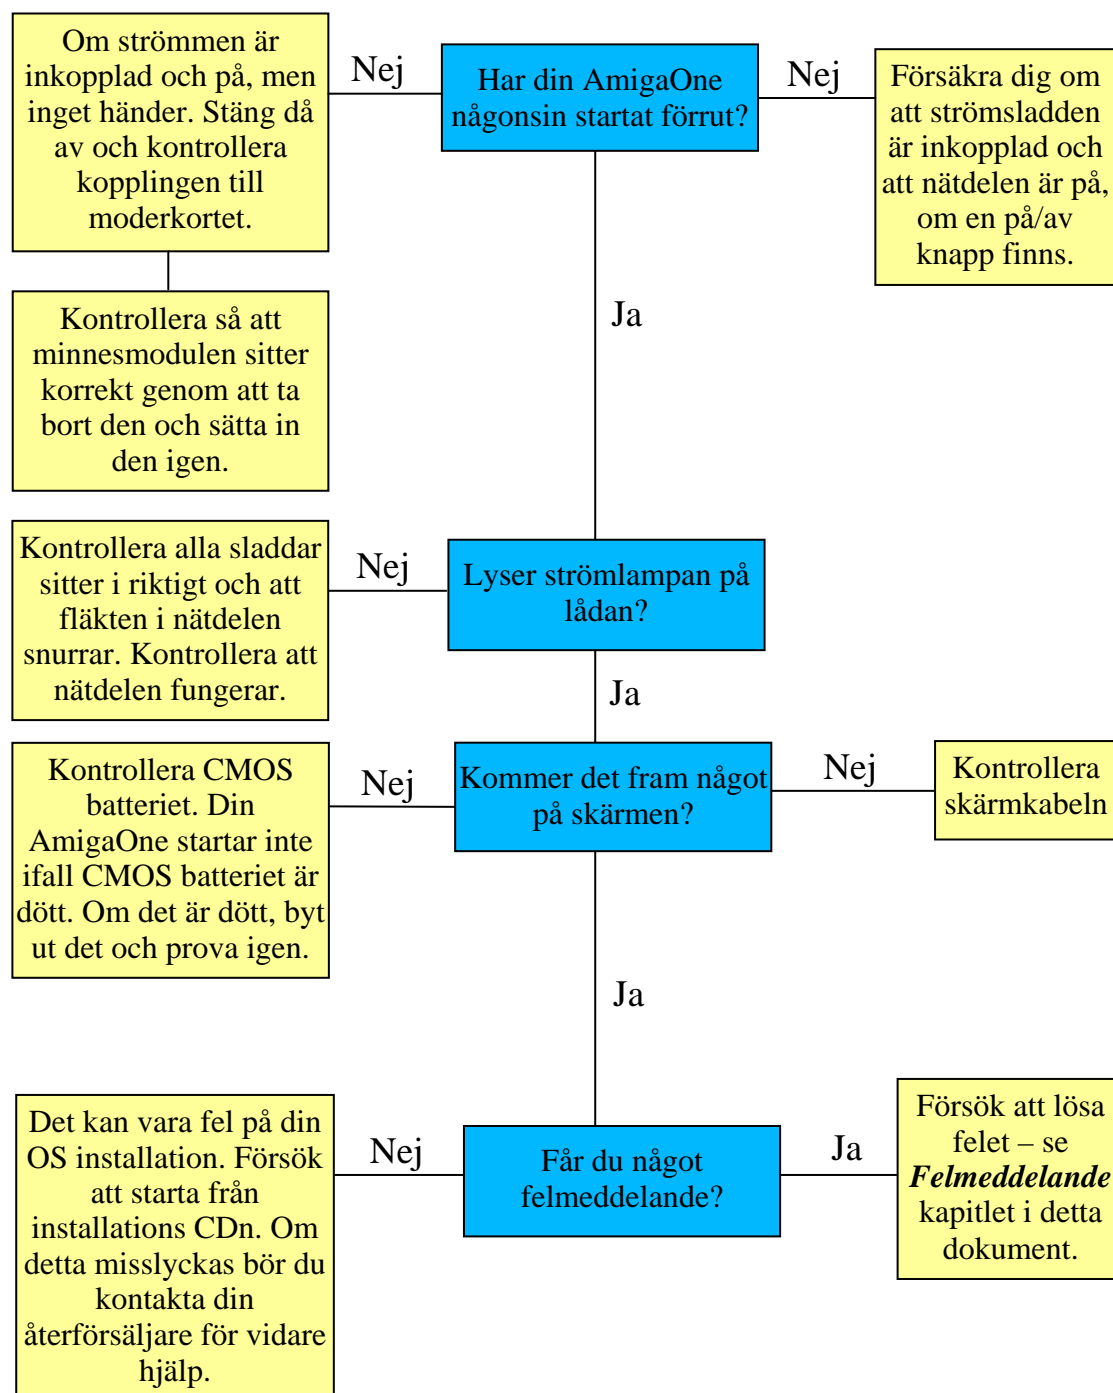 Om strömmen är
inkopplad och på, men
inget händer. Stäng då
av och kontrollera
kopplingen till
moderkortet.
Nej
Har din AmigaOne
någonsin startat förrut?
Nej
Försäkra dig om
att strömsladden
är inkopplad och
att nätdelen är på,
om en på/av
knapp finns.
Kontrollera så att
minnesmodulen sitter
korrekt genom att ta
bort den och sätta in
den igen.
Ja
Kontrollera alla sladdar
sitter i riktigt och att
fläkten i nätdelen
snurrar. Kontrollera att
nätdelen fungerar.
Nej
Lyser strömlampan på
lådan?
Ja
Kontrollera CMOS
batteriet. Din
AmigaOne startar inte
ifall CMOS batteriet är
dött. Om det är dött, byt
ut det och prova igen.
Nej
Kommer det fram något
på skärmen?
Nej
Kontrollera
skärmkabeln
Ja
Det kan vara fel på din
OS installation. Försök
att starta från
installations CDn. Om
detta misslyckas bör du
kontakta din
återförsäljare för vidare
hjälp.
Nej
Får du något
felmeddelande?
Ja
Försök att lösa
felet – se
Felmeddelande
kapitlet i detta
dokument.